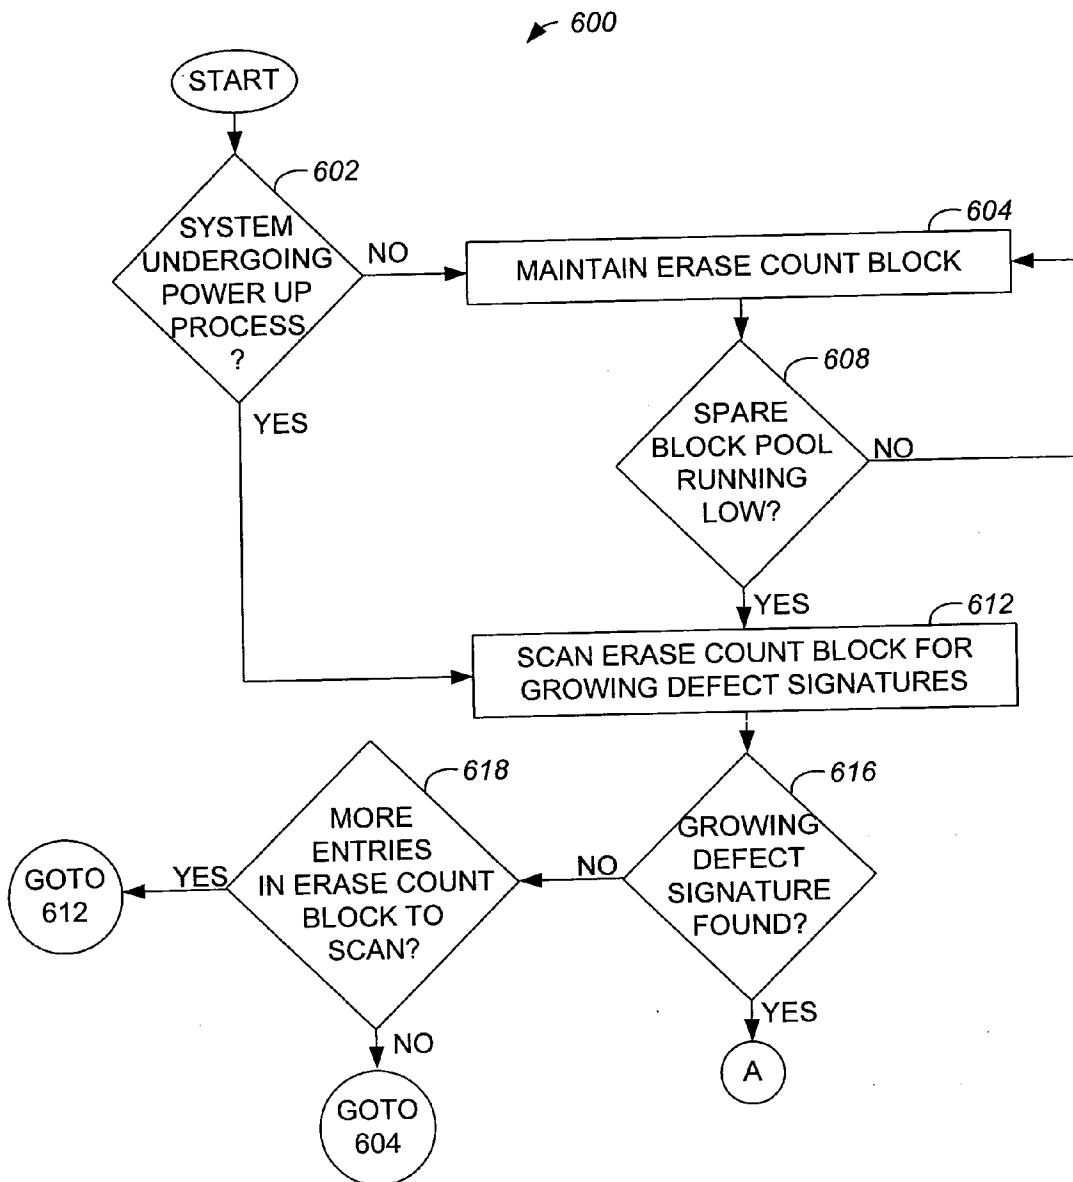 600
START
602
SYSTEM
UNDERGOING
POWER UP
PROCESS
?
NO
YES
604
MAINTAIN ERASE COUNT BLOCK
608
SPARE
BLOCK POOL
RUNNING
LOW?
NO
YES
612
SCAN ERASE COUNT BLOCK FOR
GROWING DEFECT SIGNATURES
616
GROWING
DEFECT
SIGNATURE
FOUND?
NO
YES
A
618
MORE
ENTRIES
IN ERASE COUNT
BLOCK TO
SCAN?
YES
GOTO
612
NO
GOTO
604